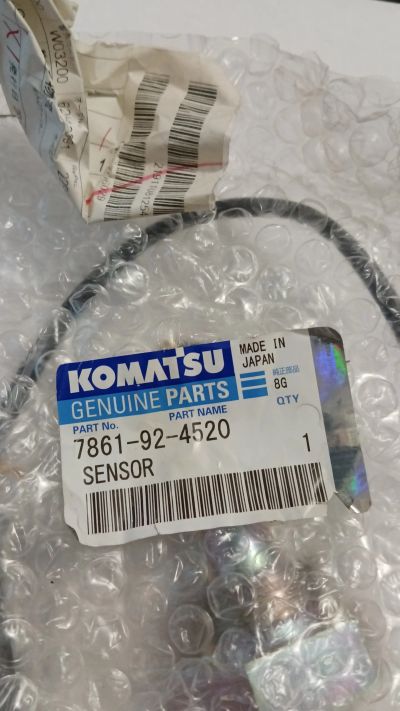 W03200
KOMATSU
GENUINE PARTS
MADE IN
JAPAN
純正部品
8G
PART No.
PART NAME
QTY
7861-92-4520
1
SENSOR